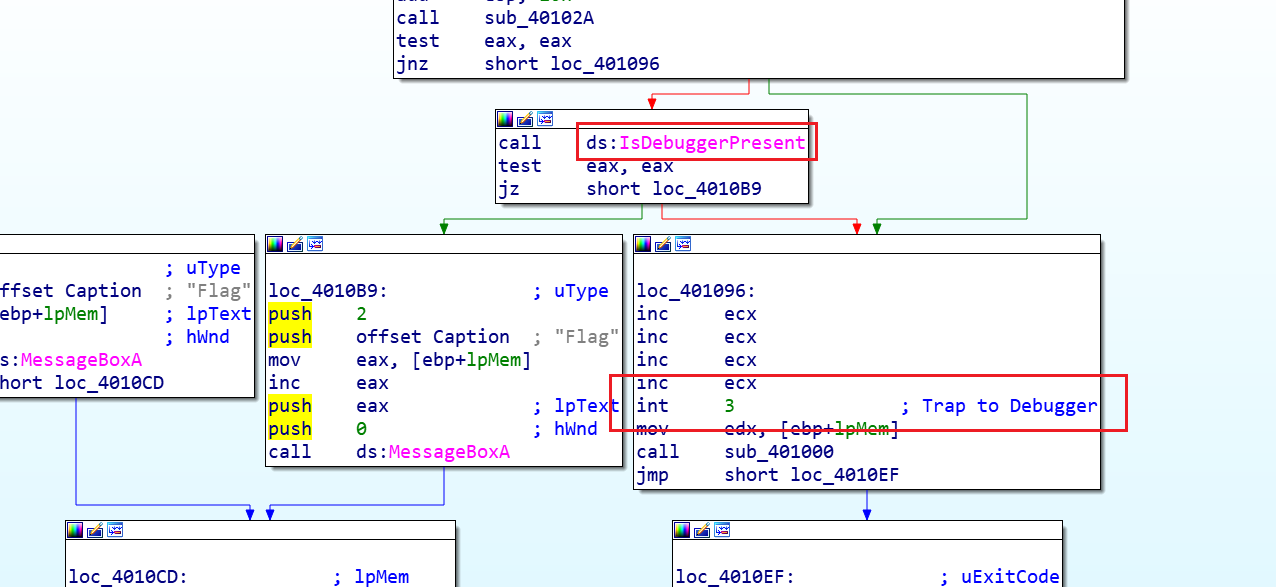 call sub_40102A
test eax, eax
jnz short loc_401096
call ds:IsDebuggerPresent
test eax, eax
jz short loc_4010B9
; uType
ffset Caption ; "Flag"
ebp+lpMem] ; lpText
; hWnd
s:MessageBoxA
hort loc_4010CD
loc_4010B9: ; uType
push 2
push offset Caption ; "Flag"
mov eax, [ebp+lpMem]
inc eax
push eax ; lpText
push 0 ; hWnd
call ds:MessageBoxA
loc_401096:
inc ecx
inc ecx
inc ecx
inc ecx
int 3 ; Trap to Debugger
mov edx, [ebp+lpMem]
call sub_401000
jmp short loc_4010EF
loc_4010CD: ; lpMem
loc_4010EF: ; uExitCode